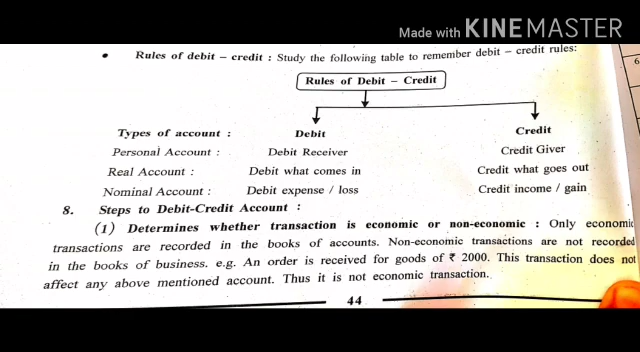 Made with KINEMASTER
• Rules of debit – credit : Study the following table to remember debit – credit rules:
6
Rules of Debit – Credit
Types of account : Debit Credit
Personal Account : Debit Receiver Credit Giver
Real Account : Debit what comes in Credit what goes out
Nominal Account : Debit expense / loss Credit income / gain
8. Steps to Debit-Credit Account :
(1) Determines whether transaction is economic or non-economic : Only economic
transactions are recorded in the books of accounts. Non-economic transactions are not recorded
in the books of business. e.g. An order is received for goods of ₹ 2000. This transaction does not
affect any above mentioned account. Thus it is not economic transaction.
44